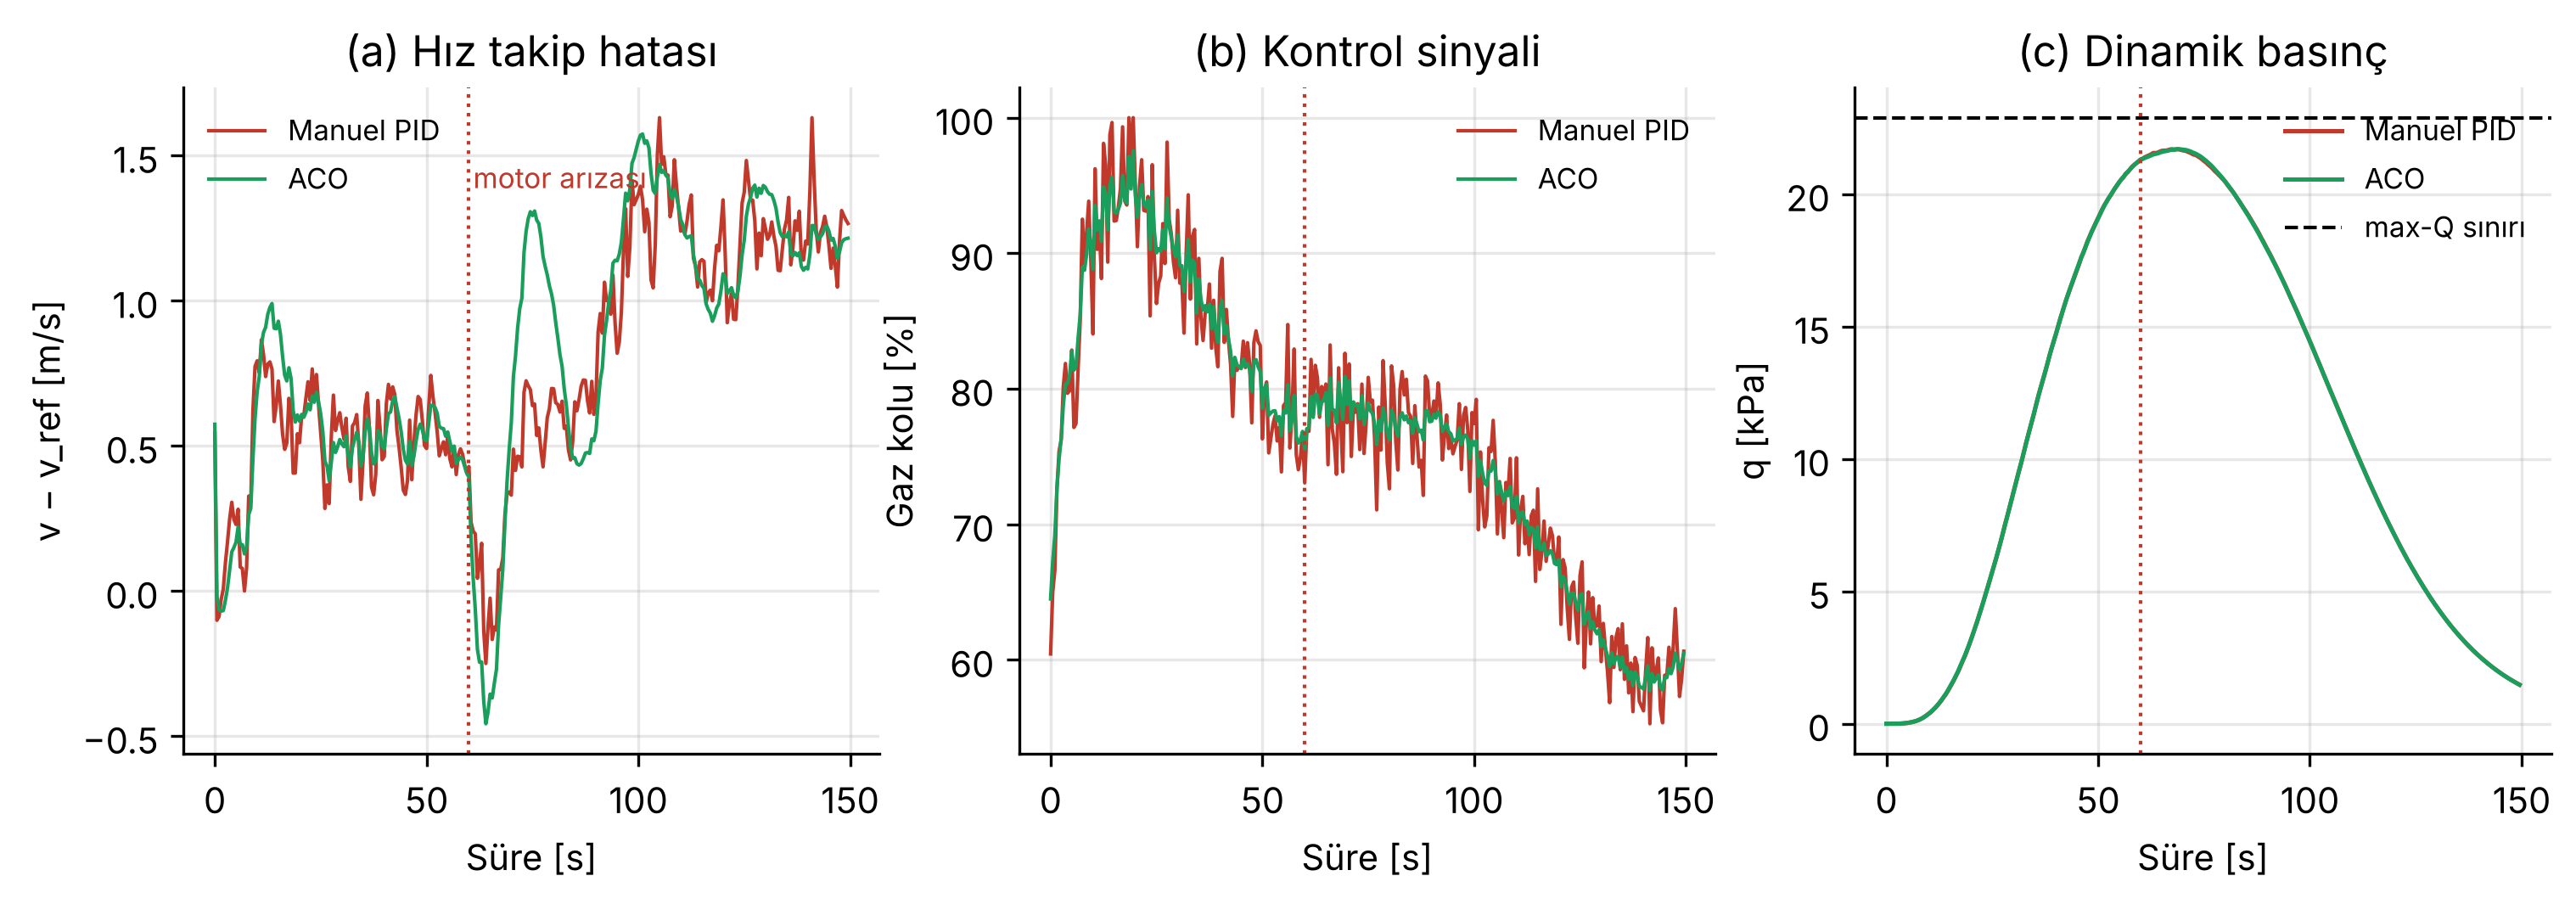 (a) Hız takip hatası
v − v_ref [m/s]
1.5
1.0
0.5
0.0
−0.5
Manuel PID
ACO
motor arızası
0 50 100 150
Süre [s]
(b) Kontrol sinyali
Gaz kolu [%]
100
90
80
70
60
Manuel PID
ACO
0 50 100 150
Süre [s]
(c) Dinamik basınç
q [kPa]
20
15
10
5
0
Manuel PID
ACO
max-Q sınırı
0 50 100 150
Süre [s]